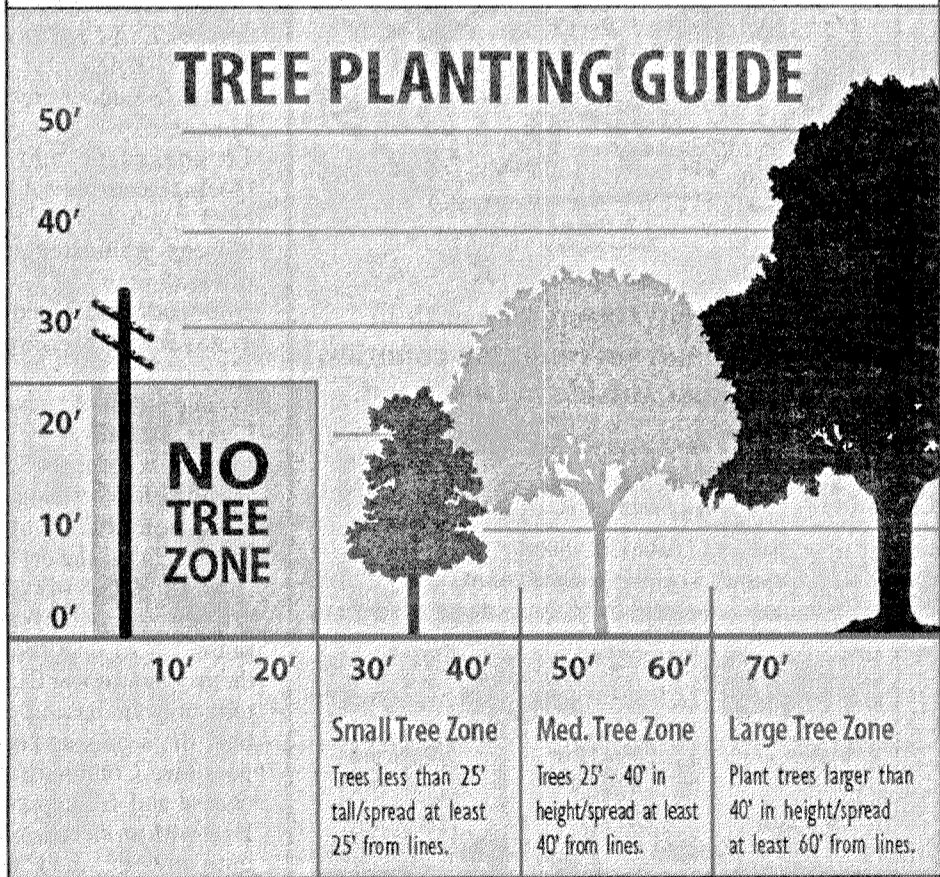 TREE PLANTING GUIDE
50'
40'
30'
20'
10'
0'
NO
TREE
ZONE
10' 20' 30' 40' 50' 60' 70'
Small Tree Zone
Trees less than 25'
tall/spread at least
25' from lines.
Med. Tree Zone
Trees 25' - 40' in
height/spread at least
40' from lines.
Large Tree Zone
Plant trees larger than
40' in height/spread
at least 60' from lines.